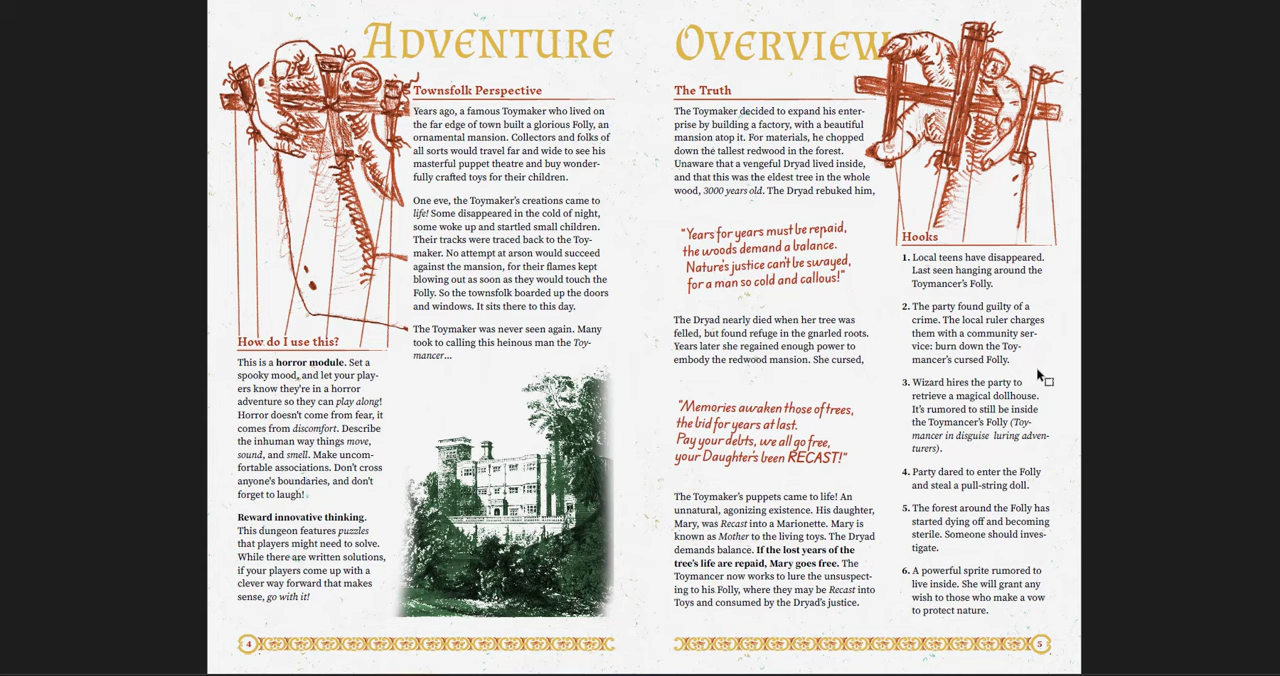 Adventure Overview
Townsfolk Perspective
Years ago, a famous Toymaker who lived on
the far edge of town built a glorious Folly, an
ornamental mansion. Collectors and folks of
all sorts would travel far and wide to see his
masterful puppet theatre and buy wonder-
fully crafted toys for their children.
One eve, the Toymaker's creations came to
life! Some disappeared in the cold of night,
some woke up and startled small children.
Their tracks were traced back to the Toy-
maker. No attempt at arson would succeed
against the mansion, for their flames kept
blowing out as soon as they would touch the
Folly. So the townsfolk boarded up the doors
and windows. It sits there to this day.
The Toymaker was never seen again. Many
took to calling this heinous man the Toy-
mancer...
How do I use this?
This is a horror module. Set a
spooky mood, and let your play-
ers know they're in a horror
adventure so they can play along!
Horror doesn't come from fear, it
comes from discomfort. Describe
the inhuman way things move,
sound, and smell. Make uncom-
fortable associations. Don't cross
anyone's boundaries, and don't
forget to laugh!
Reward innovative thinking.
This dungeon features puzzles
that players might need to solve.
While there are written solutions,
if your players come up with a
clever way forward that makes
sense, go with it!
4
The Truth
The Toymaker decided to expand his enter-
prise by building a factory, with a beautiful
mansion atop it. For materials, he chopped
down the tallest redwood in the forest.
Unaware that a vengeful Dryad lived inside,
and that this was the eldest tree in the whole
wood, 3000 years old. The Dryad rebuked him,
"Years for years must be repaid,
the woods demand a balance.
Nature's justice can't be swayed,
for a man so cold and callous!"
The Dryad nearly died when her tree was
felled, but found refuge in the gnarled roots.
Years later she regained enough power to
embody the redwood mansion. She cursed,
"Memories awaken those of trees,
the bid for years at last.
Pay your debts, we all go free,
your Daughter's been RECAST!"
The Toymaker's puppets came to life! An
unnatural, agonizing existence. His daughter,
Mary, was Recast into a Marionette. Mary is
known as Mother to the living toys. The Dryad
demands balance. If the lost years of the
tree's life are repaid, Mary goes free. The
Toymancer now works to lure the unsuspect-
ing to his Folly, where they may be Recast into
Toys and consumed by the Dryad's justice.
Hooks
1. Local teens have disappeared.
Last seen hanging around the
Toymancer's Folly.
2. The party found guilty of a
crime. The local ruler charges
them with a community ser-
vice: burn down the Toy-
mancer's cursed Folly.
3. Wizard hires the party to
retrieve a magical dollhouse.
It's rumored to still be inside
the Toymancer's Folly (Toy-
mancer in disguise luring adven-
turers).
4. Party dared to enter the Folly
and steal a pull-string doll.
5. The forest around the Folly has
started dying off and becoming
sterile. Someone should inves-
tigate.
6. A powerful sprite rumored to
live inside. She will grant any
wish to those who make a vow
to protect nature.
5